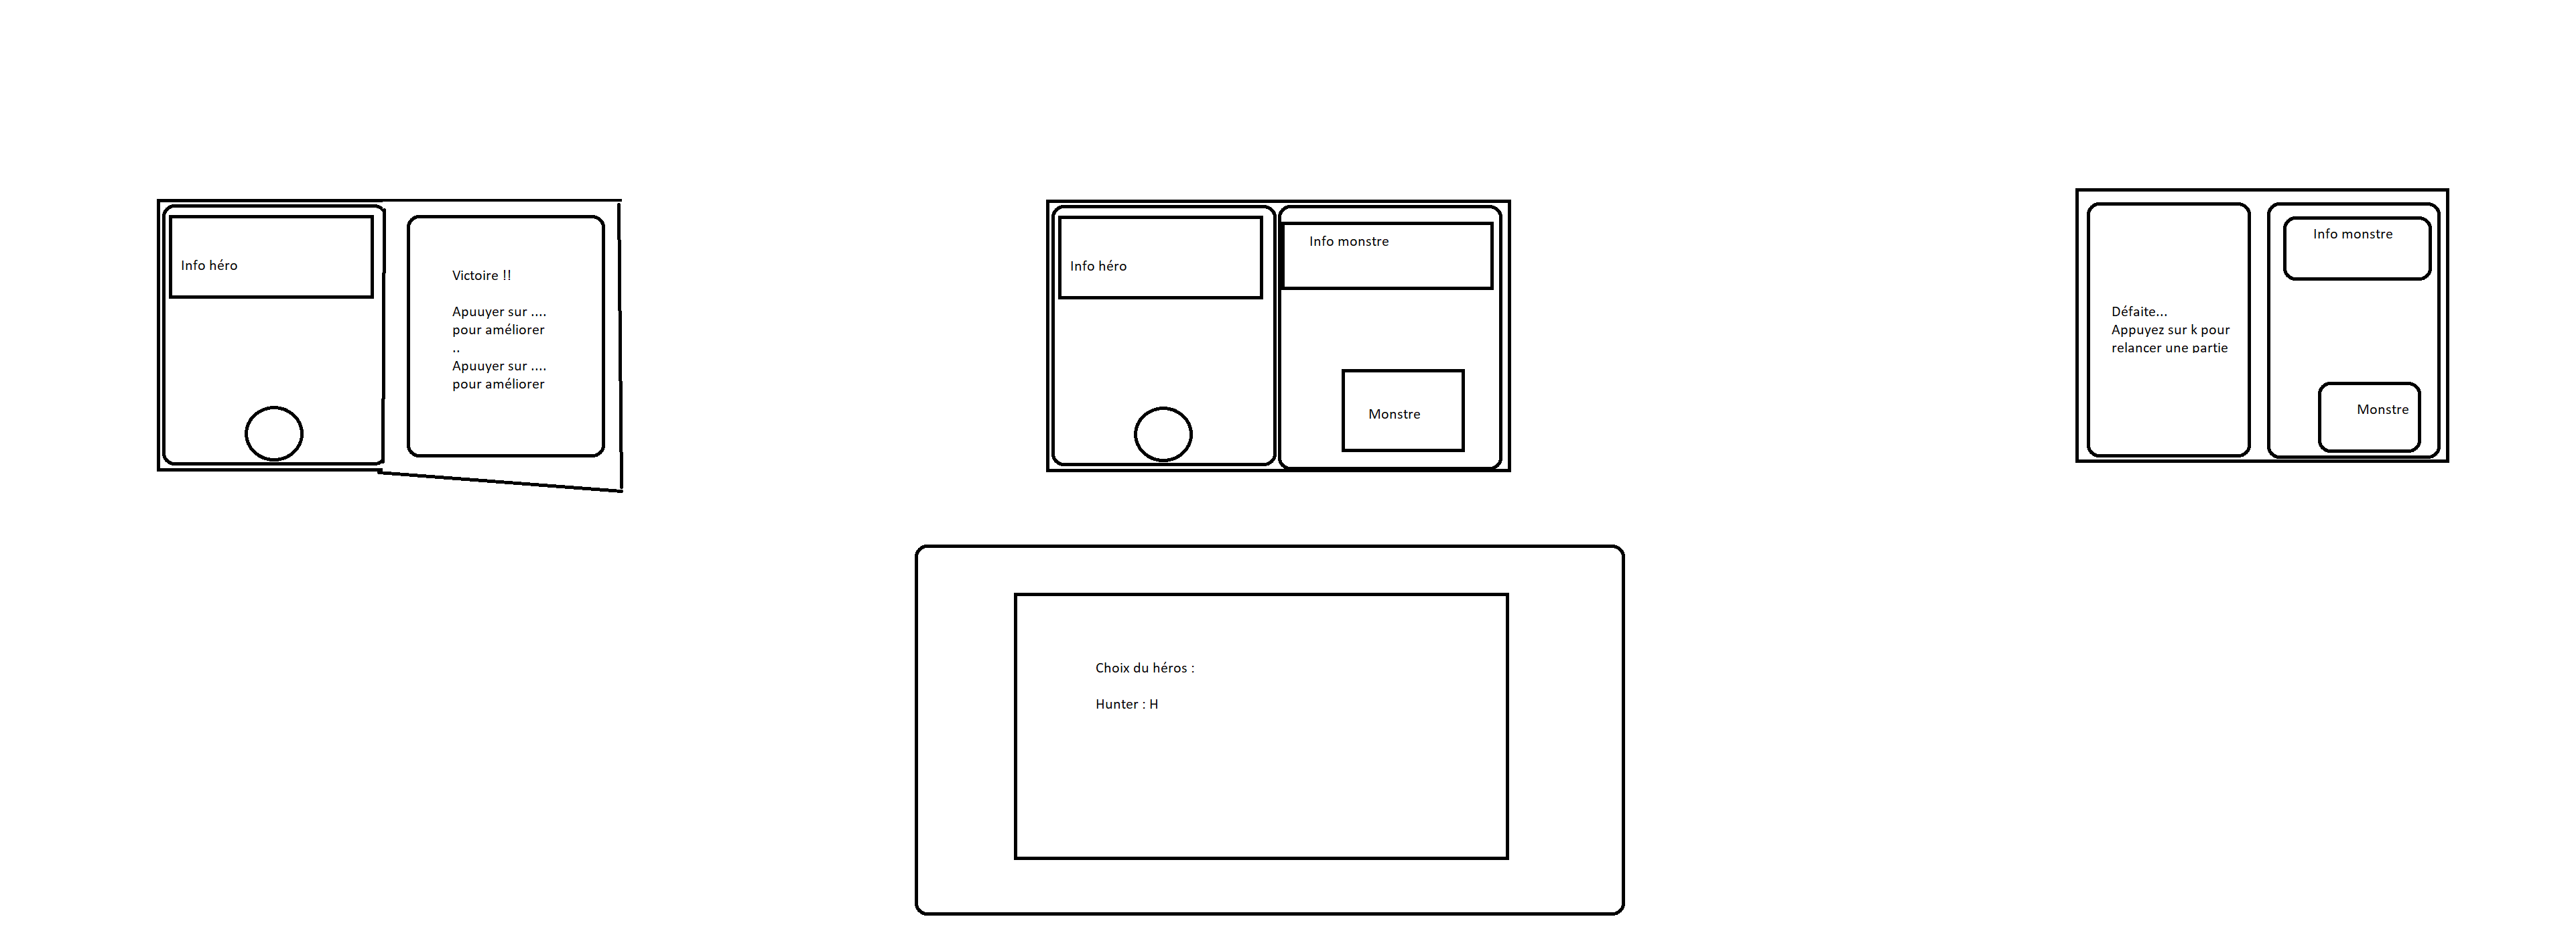 Info héro
Victoire !!
Apuuyer sur ....
pour améliorer
..
Apuuyer sur ....
pour améliorer
Info héro
Info monstre
Monstre
Défaite...
Appuyez sur k pour
relancer une partie
Info monstre
Monstre
Choix du héros :
Hunter : H